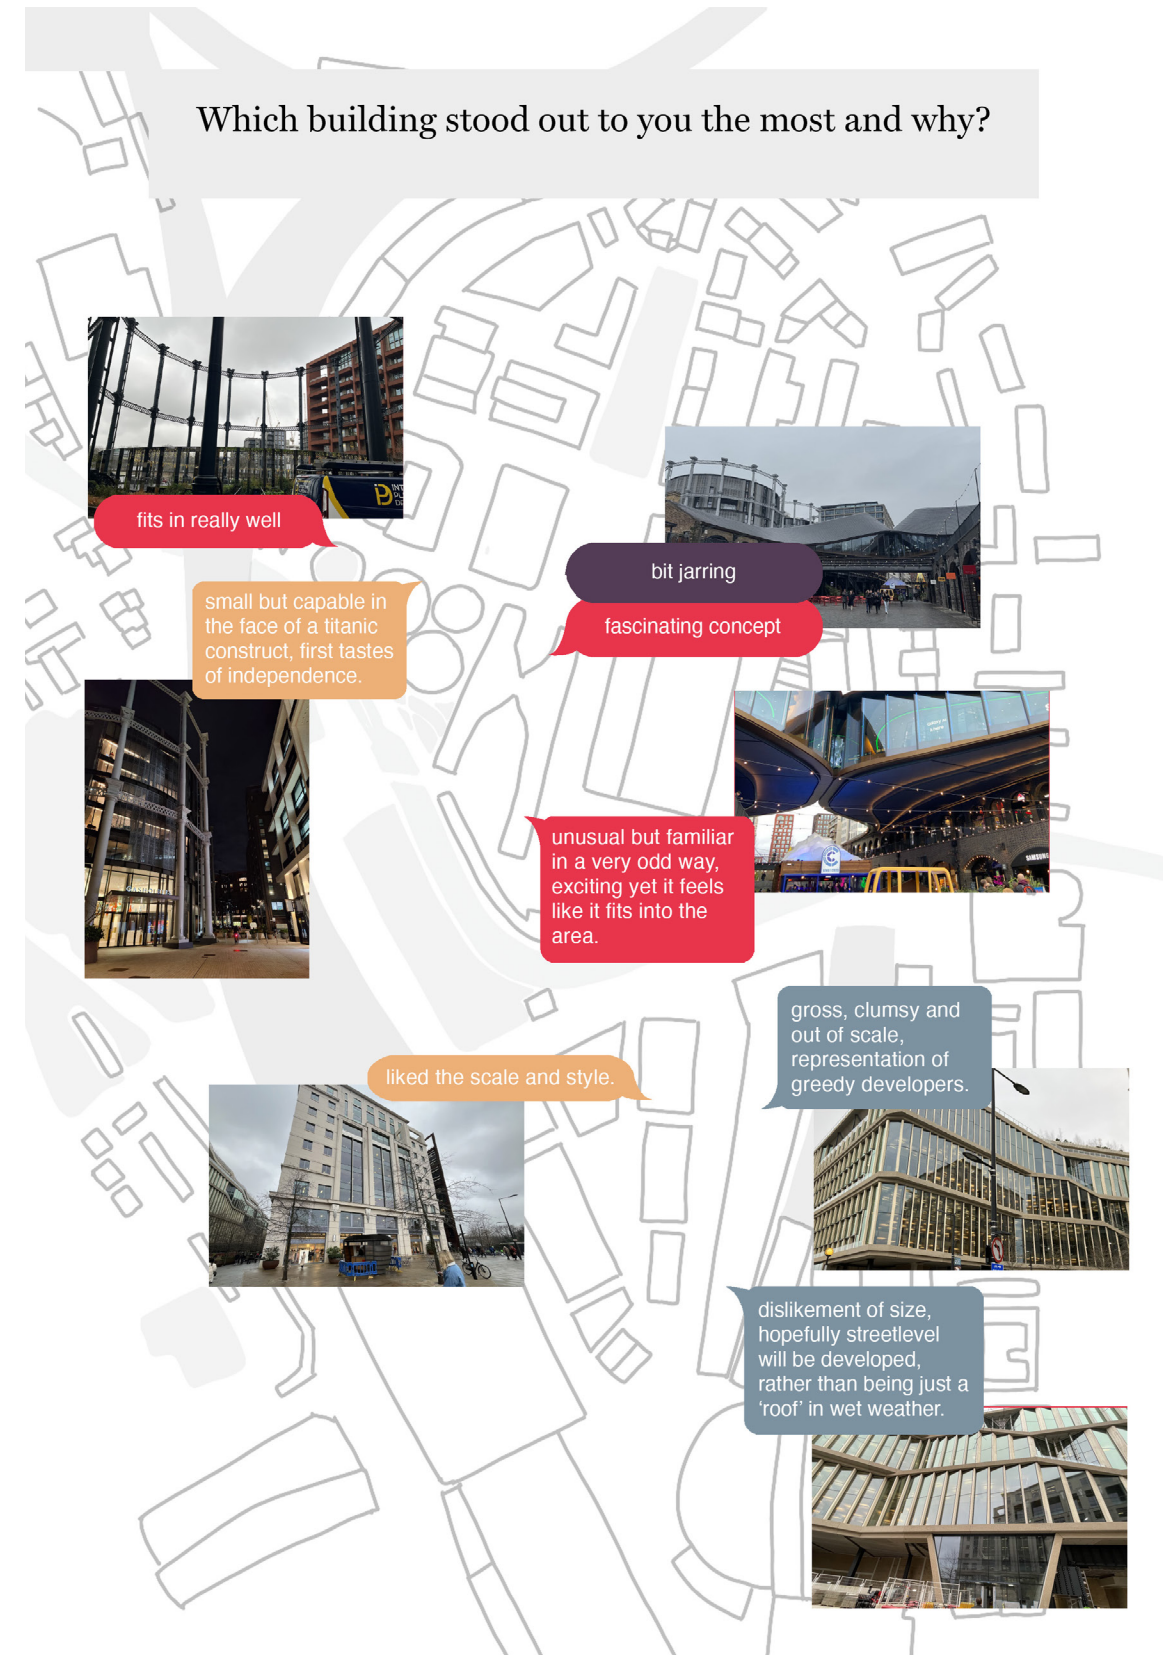 Which building stood out to you the most and why?
fits in really well
bit jarring
fascinating concept
small but capable in
the face of a titanic
construct, first tastes
of independence.
unusual but familiar
in a very odd way,
exciting yet it feels
like it fits into the
area.
SAMSUNG
gross, clumsy and
out of scale,
representation of
greedy developers.
liked the scale and style.
dislikement of size,
hopefully streetlevel
will be developed,
rather than being just a
‘roof’ in wet weather.